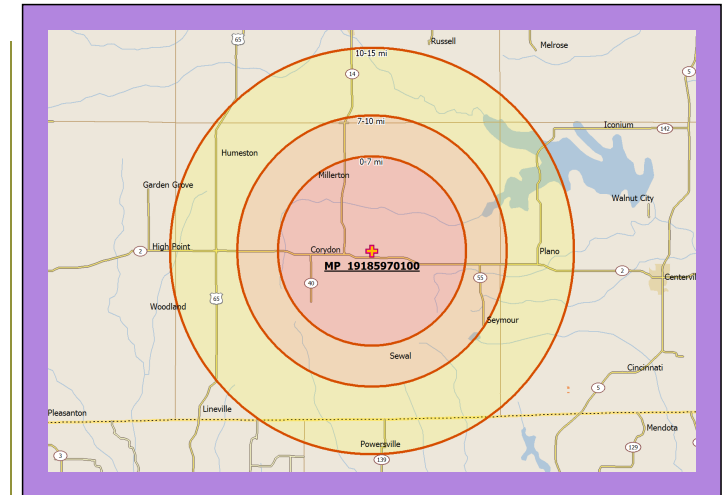 Russell
65
Melrose
10-15 mi
14
5
7-10 mi
Iconium
142
Humeston
0-7 mi
Millerton
Garden Grove
Walnut City
2
High Point
Corydon
Plano
MP 19185970100
2
Centervill
55
40
65
Woodland
Seymour
Sewal
Cincinnati
5
Pleasanton
Lineville
Mendota
Powersville
129
3
139